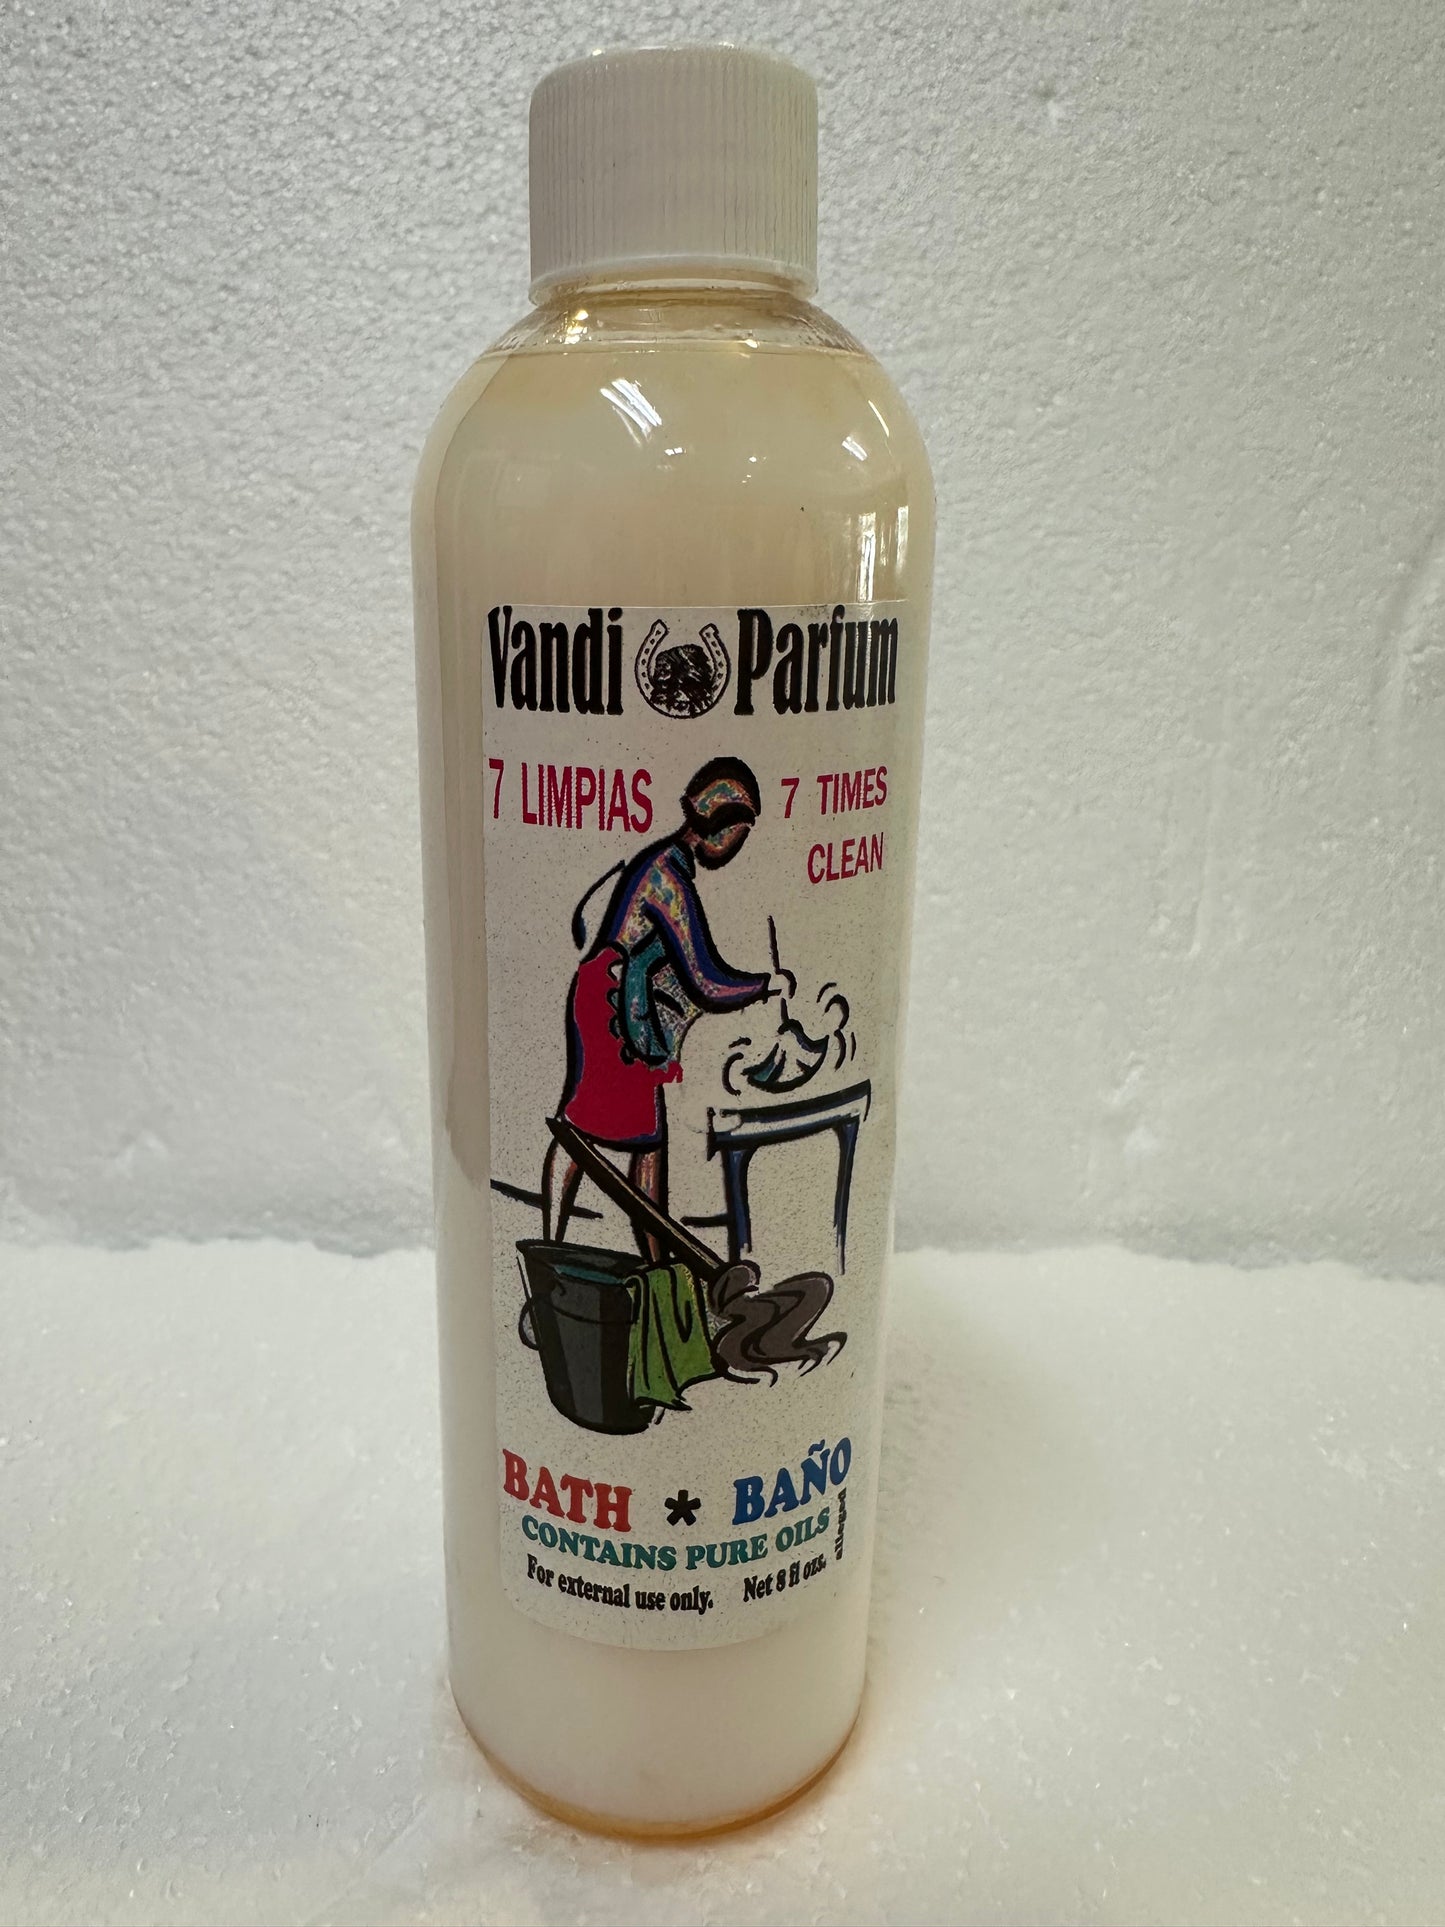 Vandi Parfum
7 LIMPIAS
7 TIMES
CLEAN
BATH * BAÑO
CONTAINS PURE OILS
alleged
For external use only. Net 8 fl ozs.